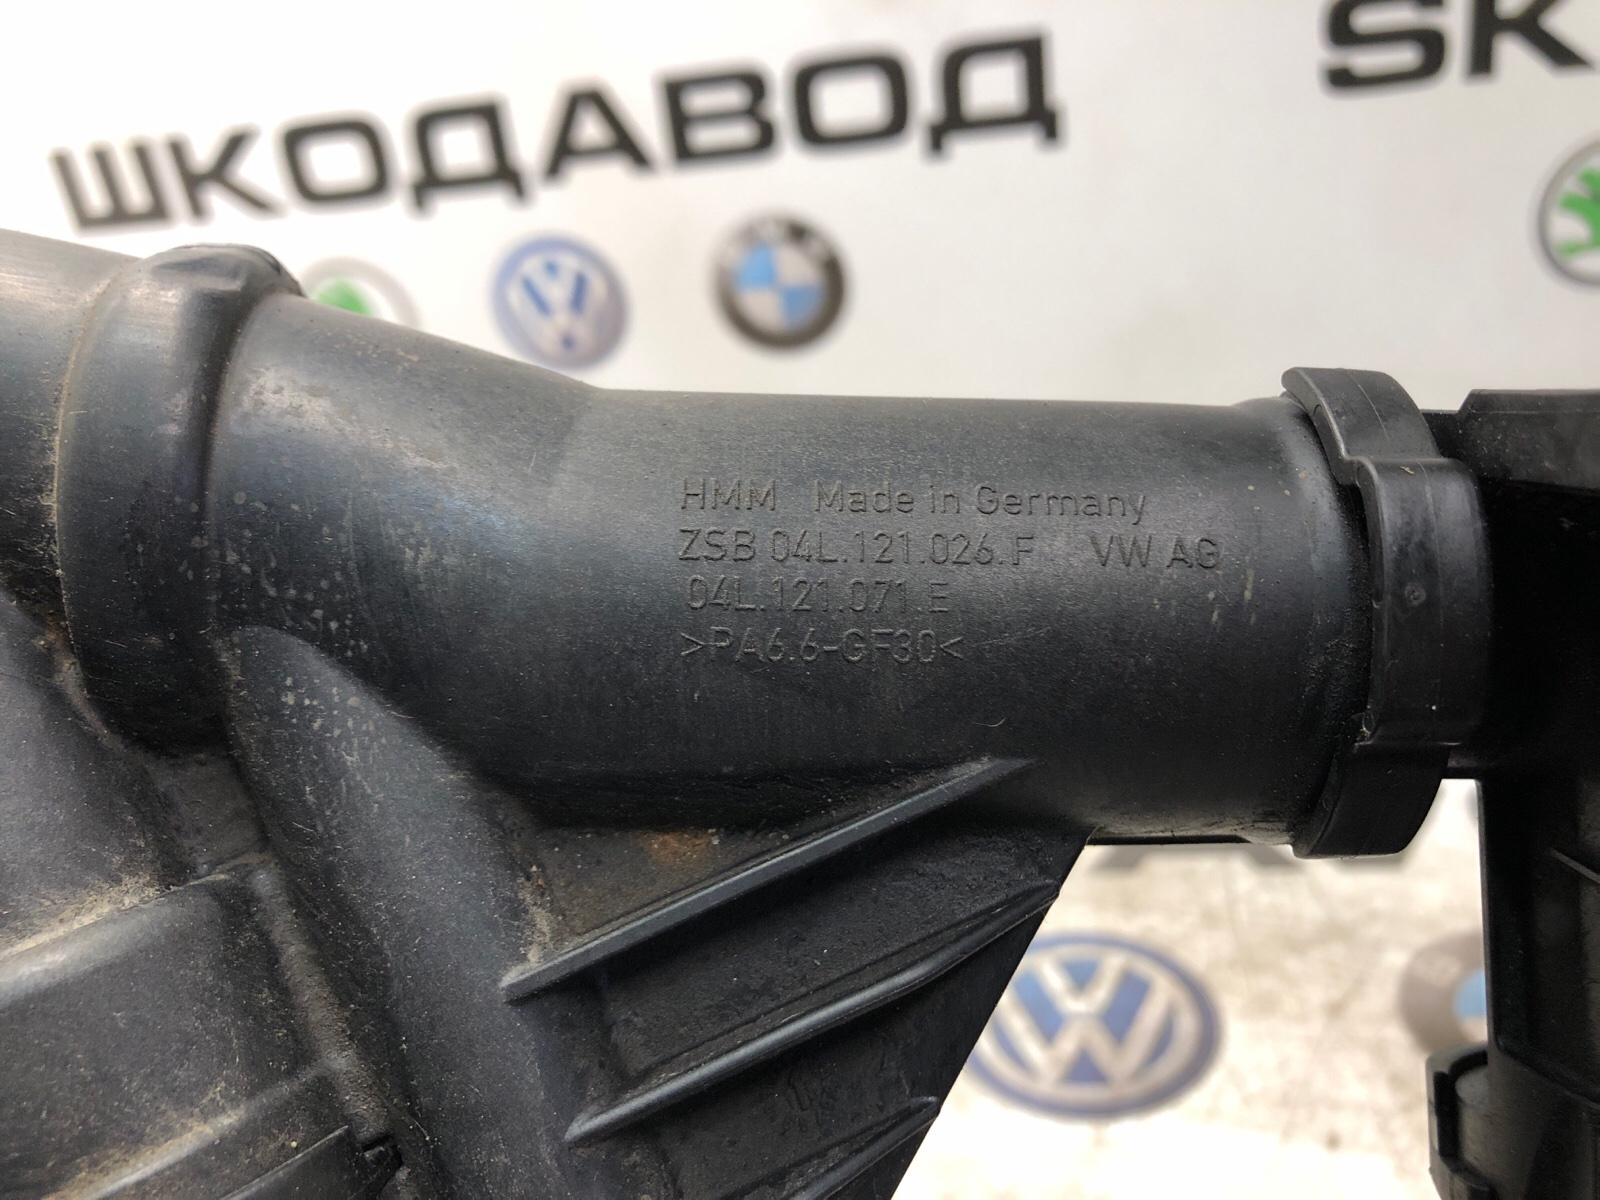 ШКОДАВОД
SK
HMM Made in Germany
ZSB 04L.121.026.F VW AG
04L.121.071.E
>PA6.6-GF30<